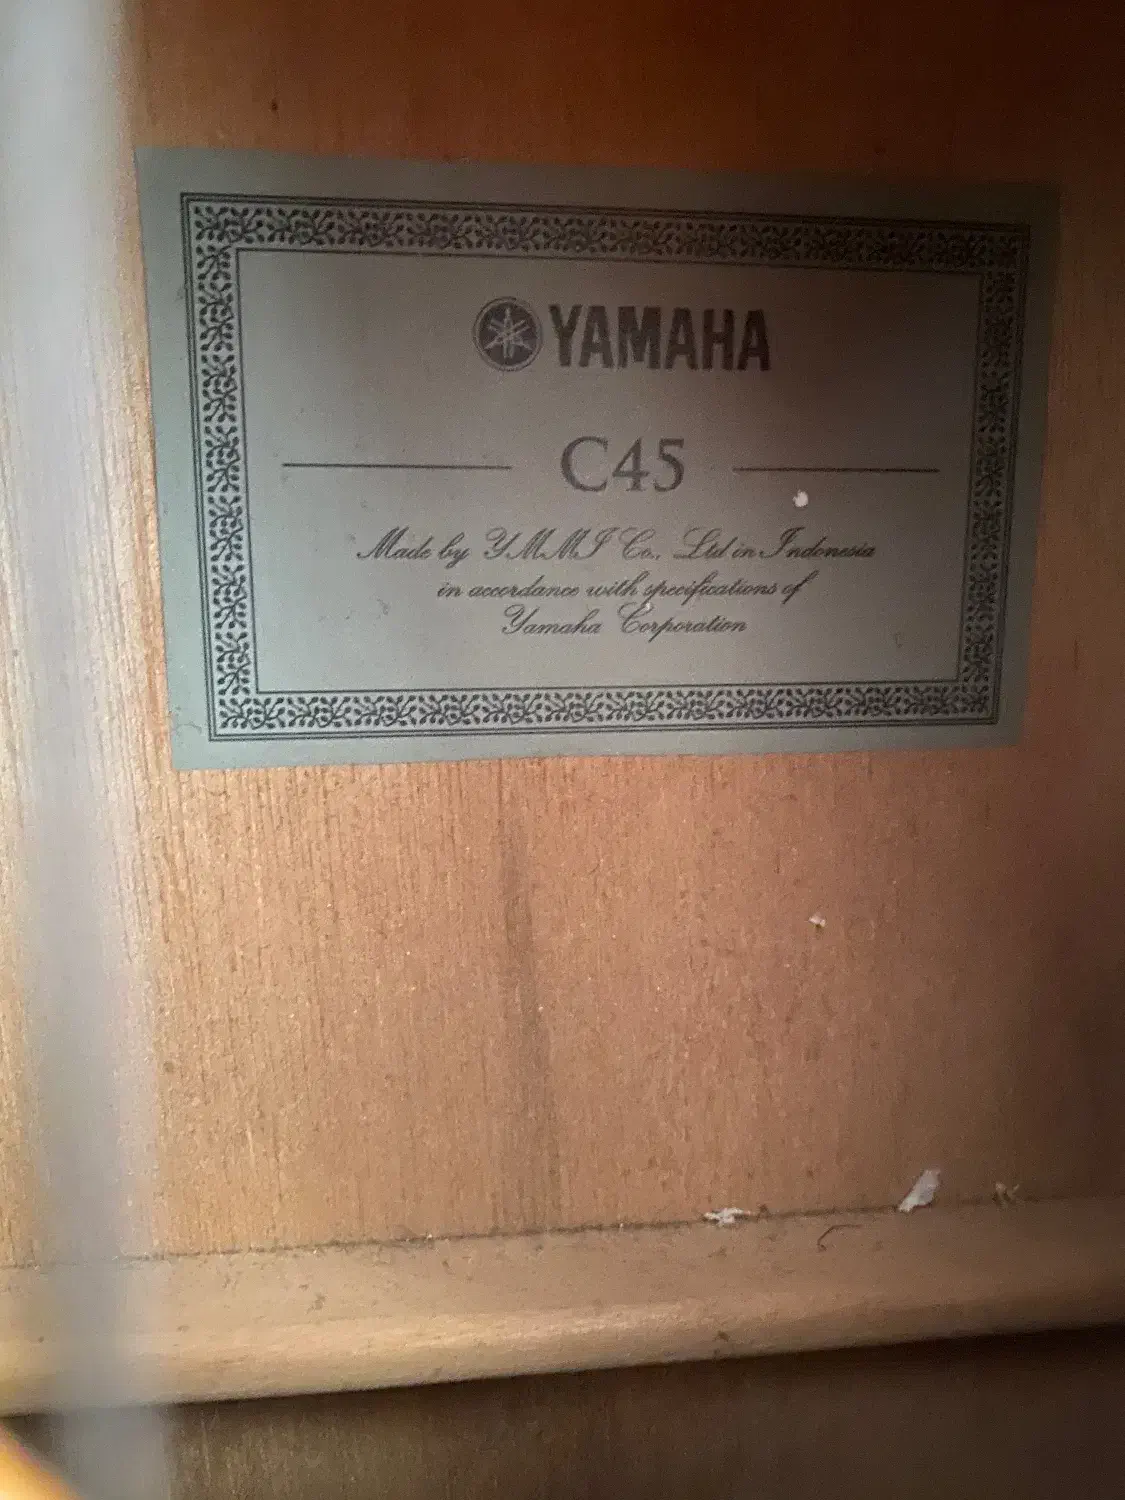 YAMAHA
C45
Made by YMMI Co., Ltd in Indonesia
in accordance with specifications of
Yamaha Corporation